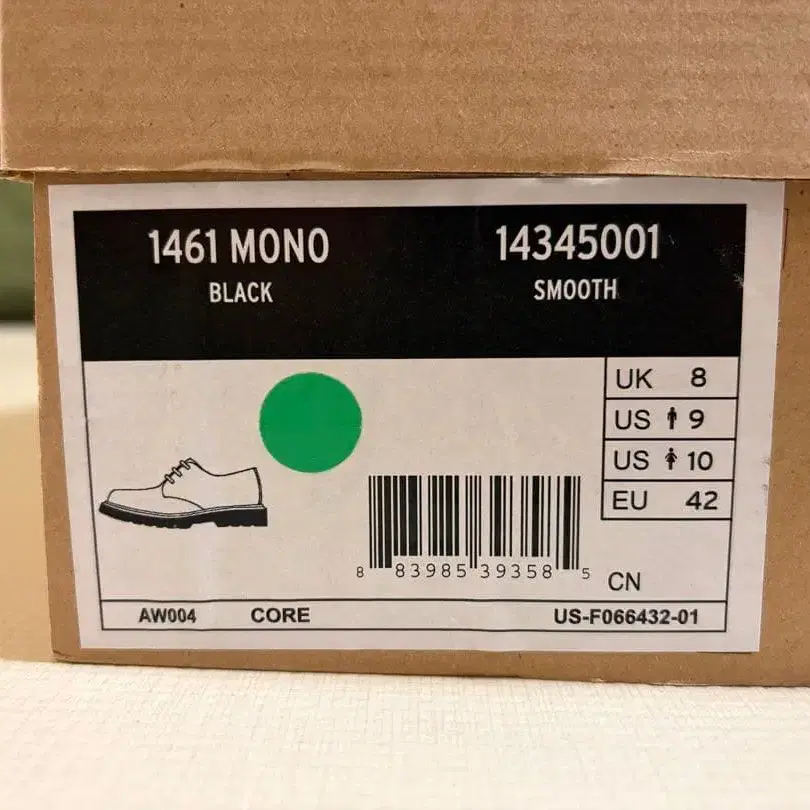 1461 MONO
BLACK
14345001
SMOOTH
UK 8
US 9
US 10
EU 42
8 83985 39358 5
CN
AW004 CORE US-F066432-01